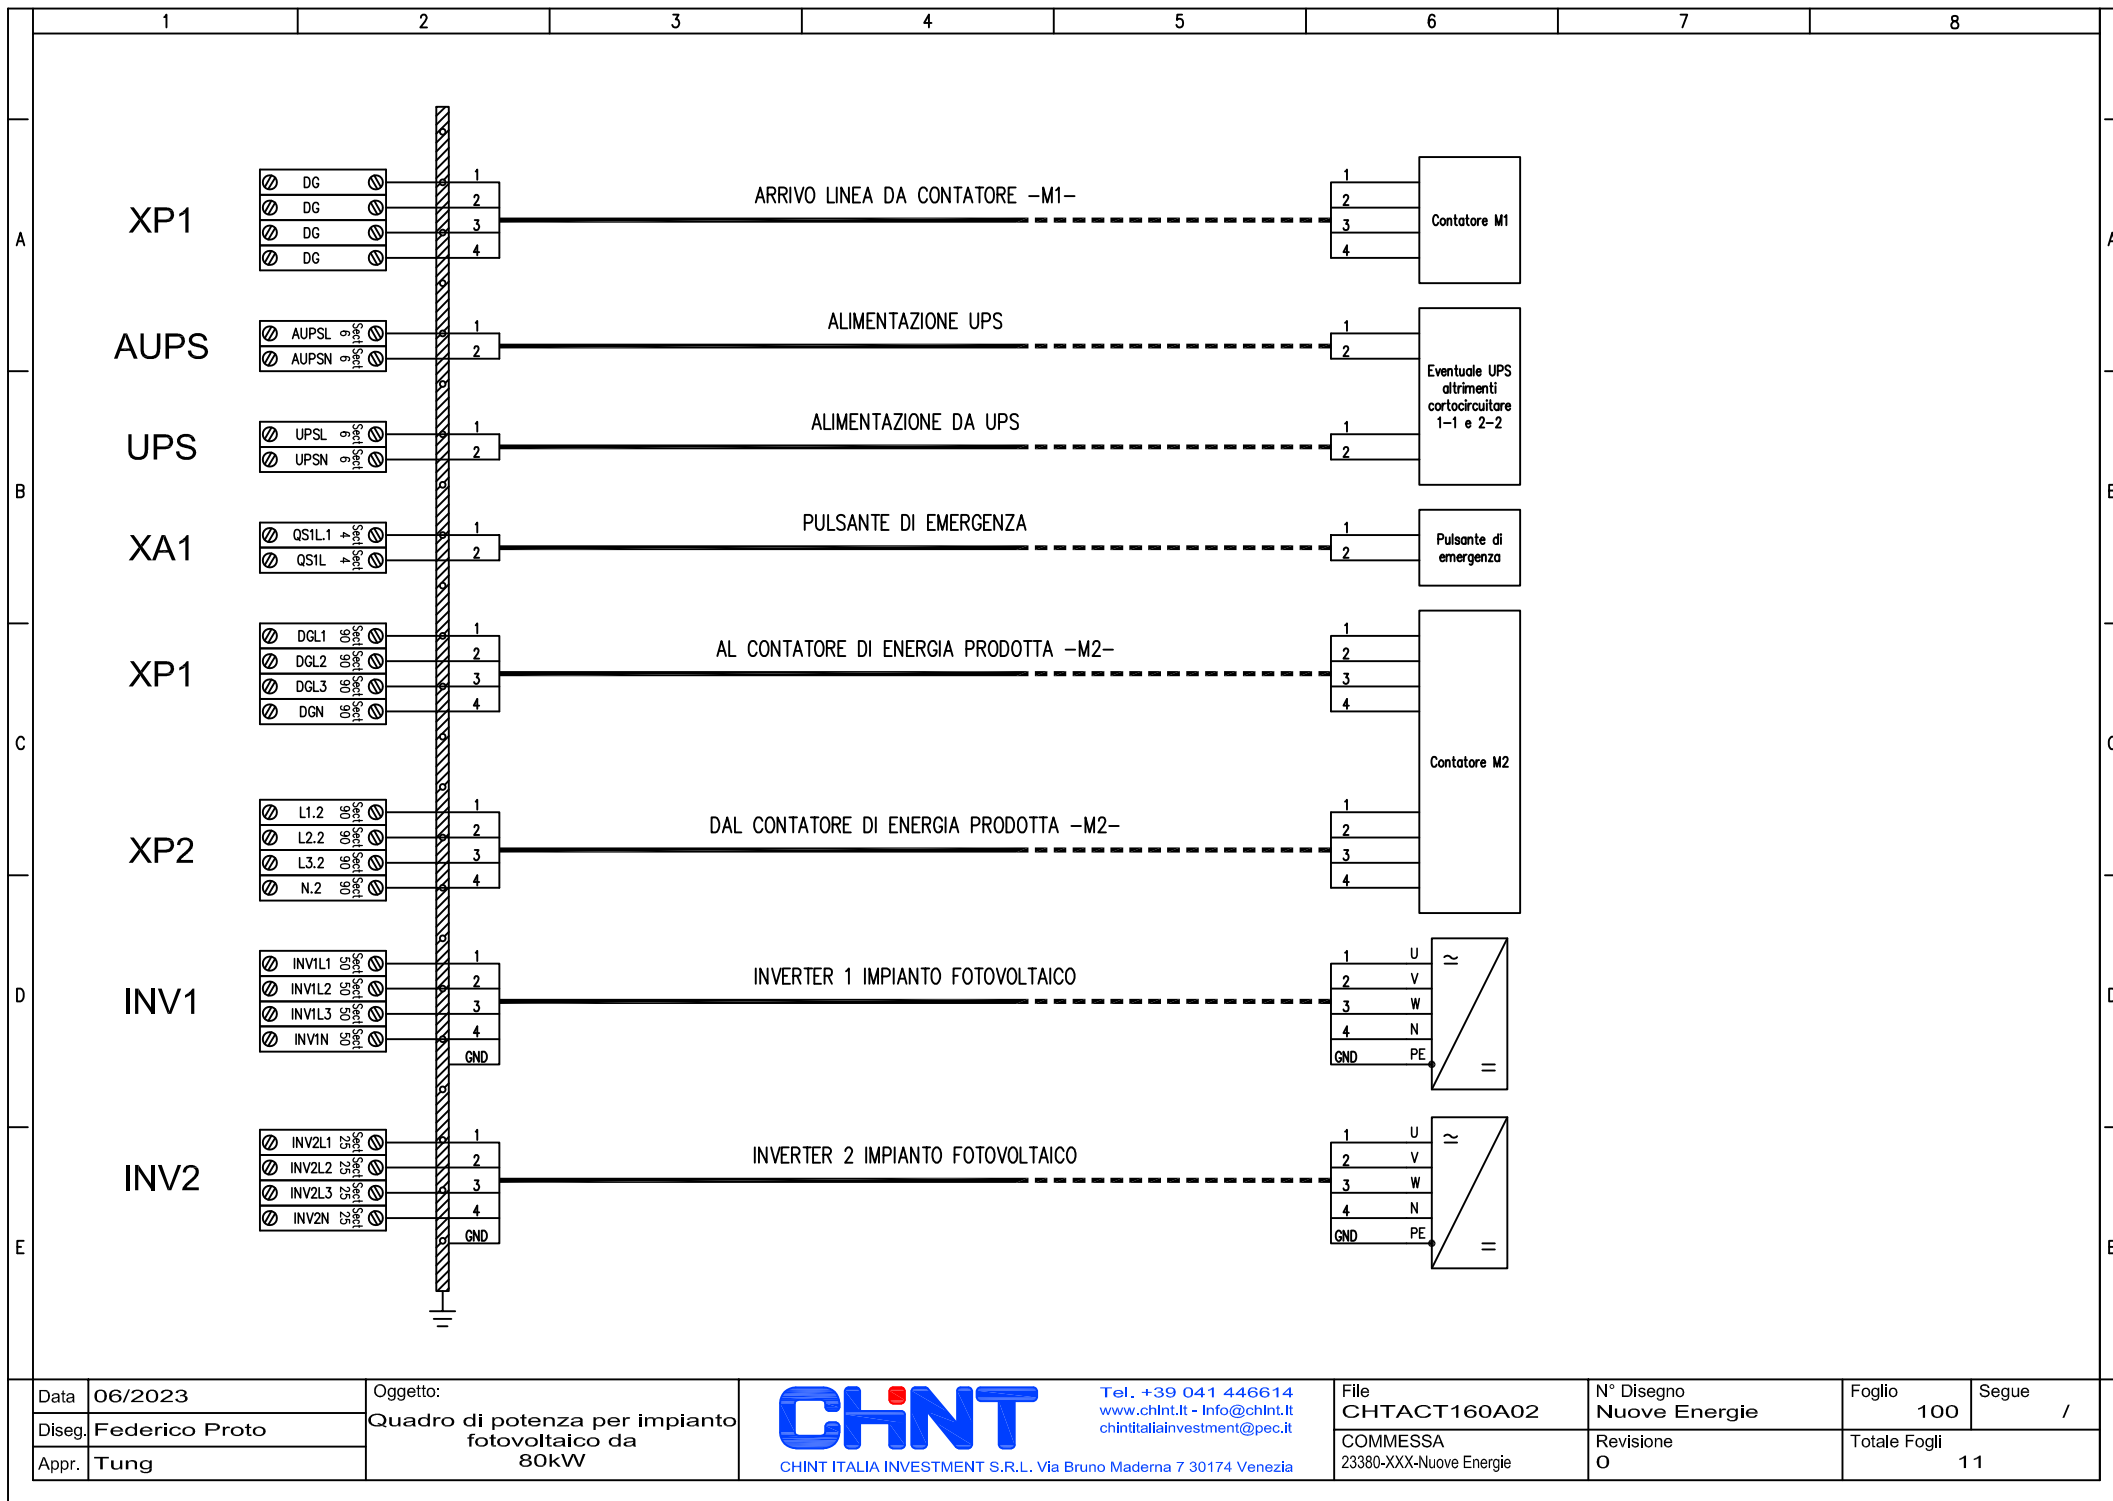 1 2 3 4 5 6 7 8
A
XP1
DG
DG
DG
DG
1
2
3
4
ARRIVO LINEA DA CONTATORE -M1-
1
2
3
4
Contatore M1
A
AUPS
AUPSL Sect 6
AUPSN Sect 6
1
2
ALIMENTAZIONE UPS
1
2
Eventuale UPS
altrimenti
cortocircuitare
1-1 e 2-2
UPS
UPSL Sect 6
UPSN Sect 6
1
2
ALIMENTAZIONE DA UPS
1
2
B
XA1
QS1L.1 Sect 4
QS1L Sect 4
1
2
PULSANTE DI EMERGENZA
1
2
Pulsante di
emergenza
XP1
DGL1 Sect 90
DGL2 Sect 90
DGL3 Sect 90
DGN Sect 90
1
2
3
4
AL CONTATORE DI ENERGIA PRODOTTA -M2-
1
2
3
4
Contatore M2
C
XP2
L1.2 Sect 90
L2.2 Sect 90
L3.2 Sect 90
N.2 Sect 90
1
2
3
4
DAL CONTATORE DI ENERGIA PRODOTTA -M2-
1
2
3
4
D
INV1
INV1L1 Sect 50
INV1L2 Sect 50
INV1L3 Sect 50
INV1N Sect 50
1
2
3
4
GND
INVERTER 1 IMPIANTO FOTOVOLTAICO
1 U
2 V
3 W
4 N
GND PE
INV2
INV2L1 Sect 25
INV2L2 Sect 25
INV2L3 Sect 25
INV2N Sect 25
1
2
3
4
GND
INVERTER 2 IMPIANTO FOTOVOLTAICO
1 U
2 V
3 W
4 N
GND PE
E
Data 06/2023
Diseg. Federico Proto
Appr. Tung
Oggetto:
Quadro di potenza per impianto
fotovoltaico da
80kW
CHiNT
Tel. +39 041 446614
www.chint.it - Info@chint.it
chintitaliainvestment@pec.it
CHINT ITALIA INVESTMENT S.R.L. Via Bruno Maderna 7 30174 Venezia
File
CHTACT160A02
COMMESSA
23380-XXX-Nuove Energie
N° Disegno
Nuove Energie
Revisione
0
Foglio
100
Segue
/
Totale Fogli
11